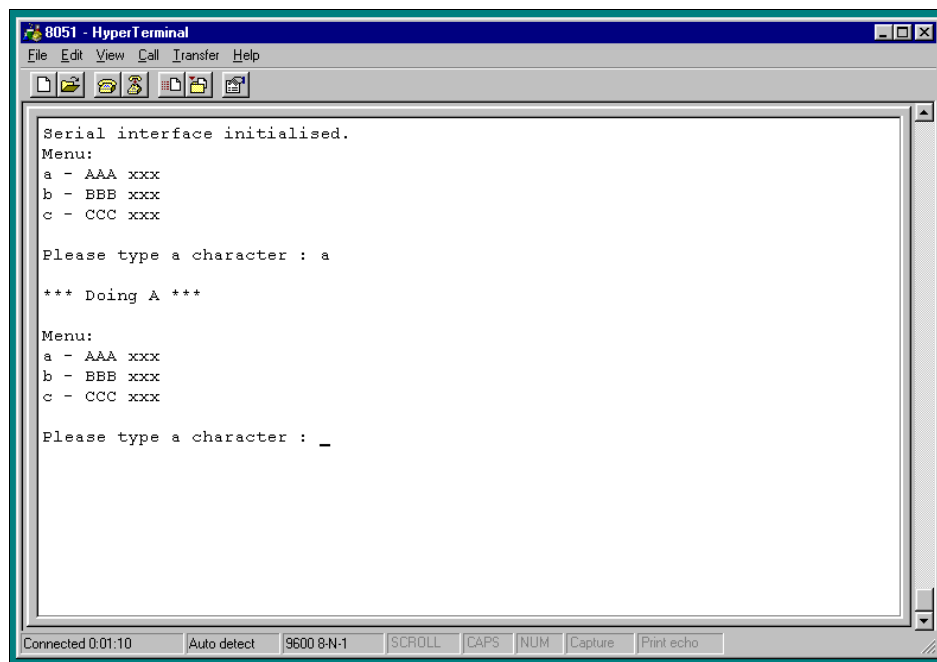 8051 - HyperTerminal
File Edit View Call Transfer Help
Serial interface initialised.
Menu:
a - AAA xxx
b - BBB xxx
c - CCC xxx
Please type a character : a
*** Doing A ***
Menu:
a - AAA xxx
b - BBB xxx
c - CCC xxx
Please type a character : _
Connected 0:01:10 Auto detect 9600 8-N-1 SCROLL CAPS NUM Capture Print echo